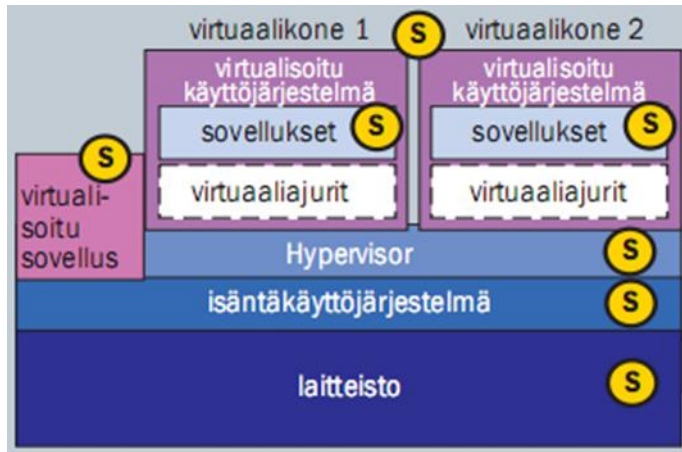 virtuaalikone 1
S
virtuaalikone 2
virtualisoitu
käyttöjärjestelmä
sovellukset
S
virtuaaliajurit
virtualisoitu
käyttöjärjestelmä
sovellukset
S
virtuaaliajurit
S
virtuali-
soitu
sovellus
Hypervisor
S
isäntäkäyttöjärjestelmä
S
laitteisto
S